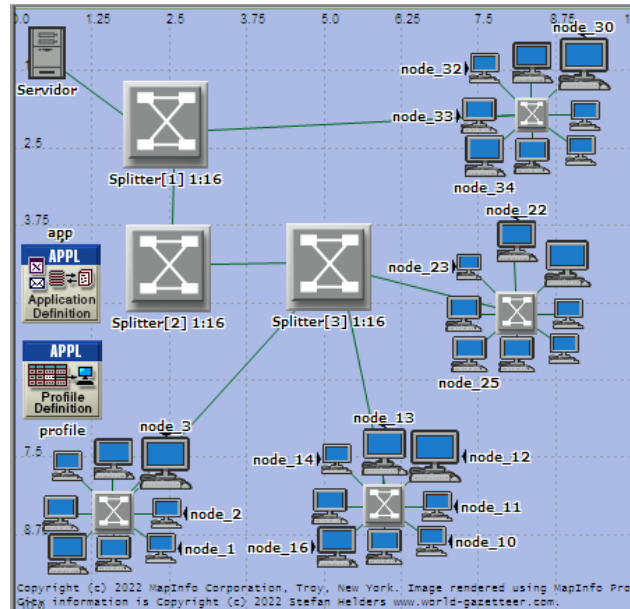 0.0 1.25 2.5 3.75 5.0 6.25 7.5 8.75
node_30
node_32
Servidor
node_33
2.5
Splitter[1] 1:16
node_34
3.75
node_22
app
APPL
node_23
Application
Definition
Splitter[2] 1:16
Splitter[3] 1:16
APPL
node_25
Profile
Definition
node_3
node_13
profile
7.5
node_14
node_12
node_2
node_11
8.75
node_1
node_16
node_10
Copyright (c) 2022 MapInfo Corporation, Troy, New York. Image rendered using MapInfo Pro
City information is Copyright (c) 2022 Stefan Helders www.world-gazetteer.com.